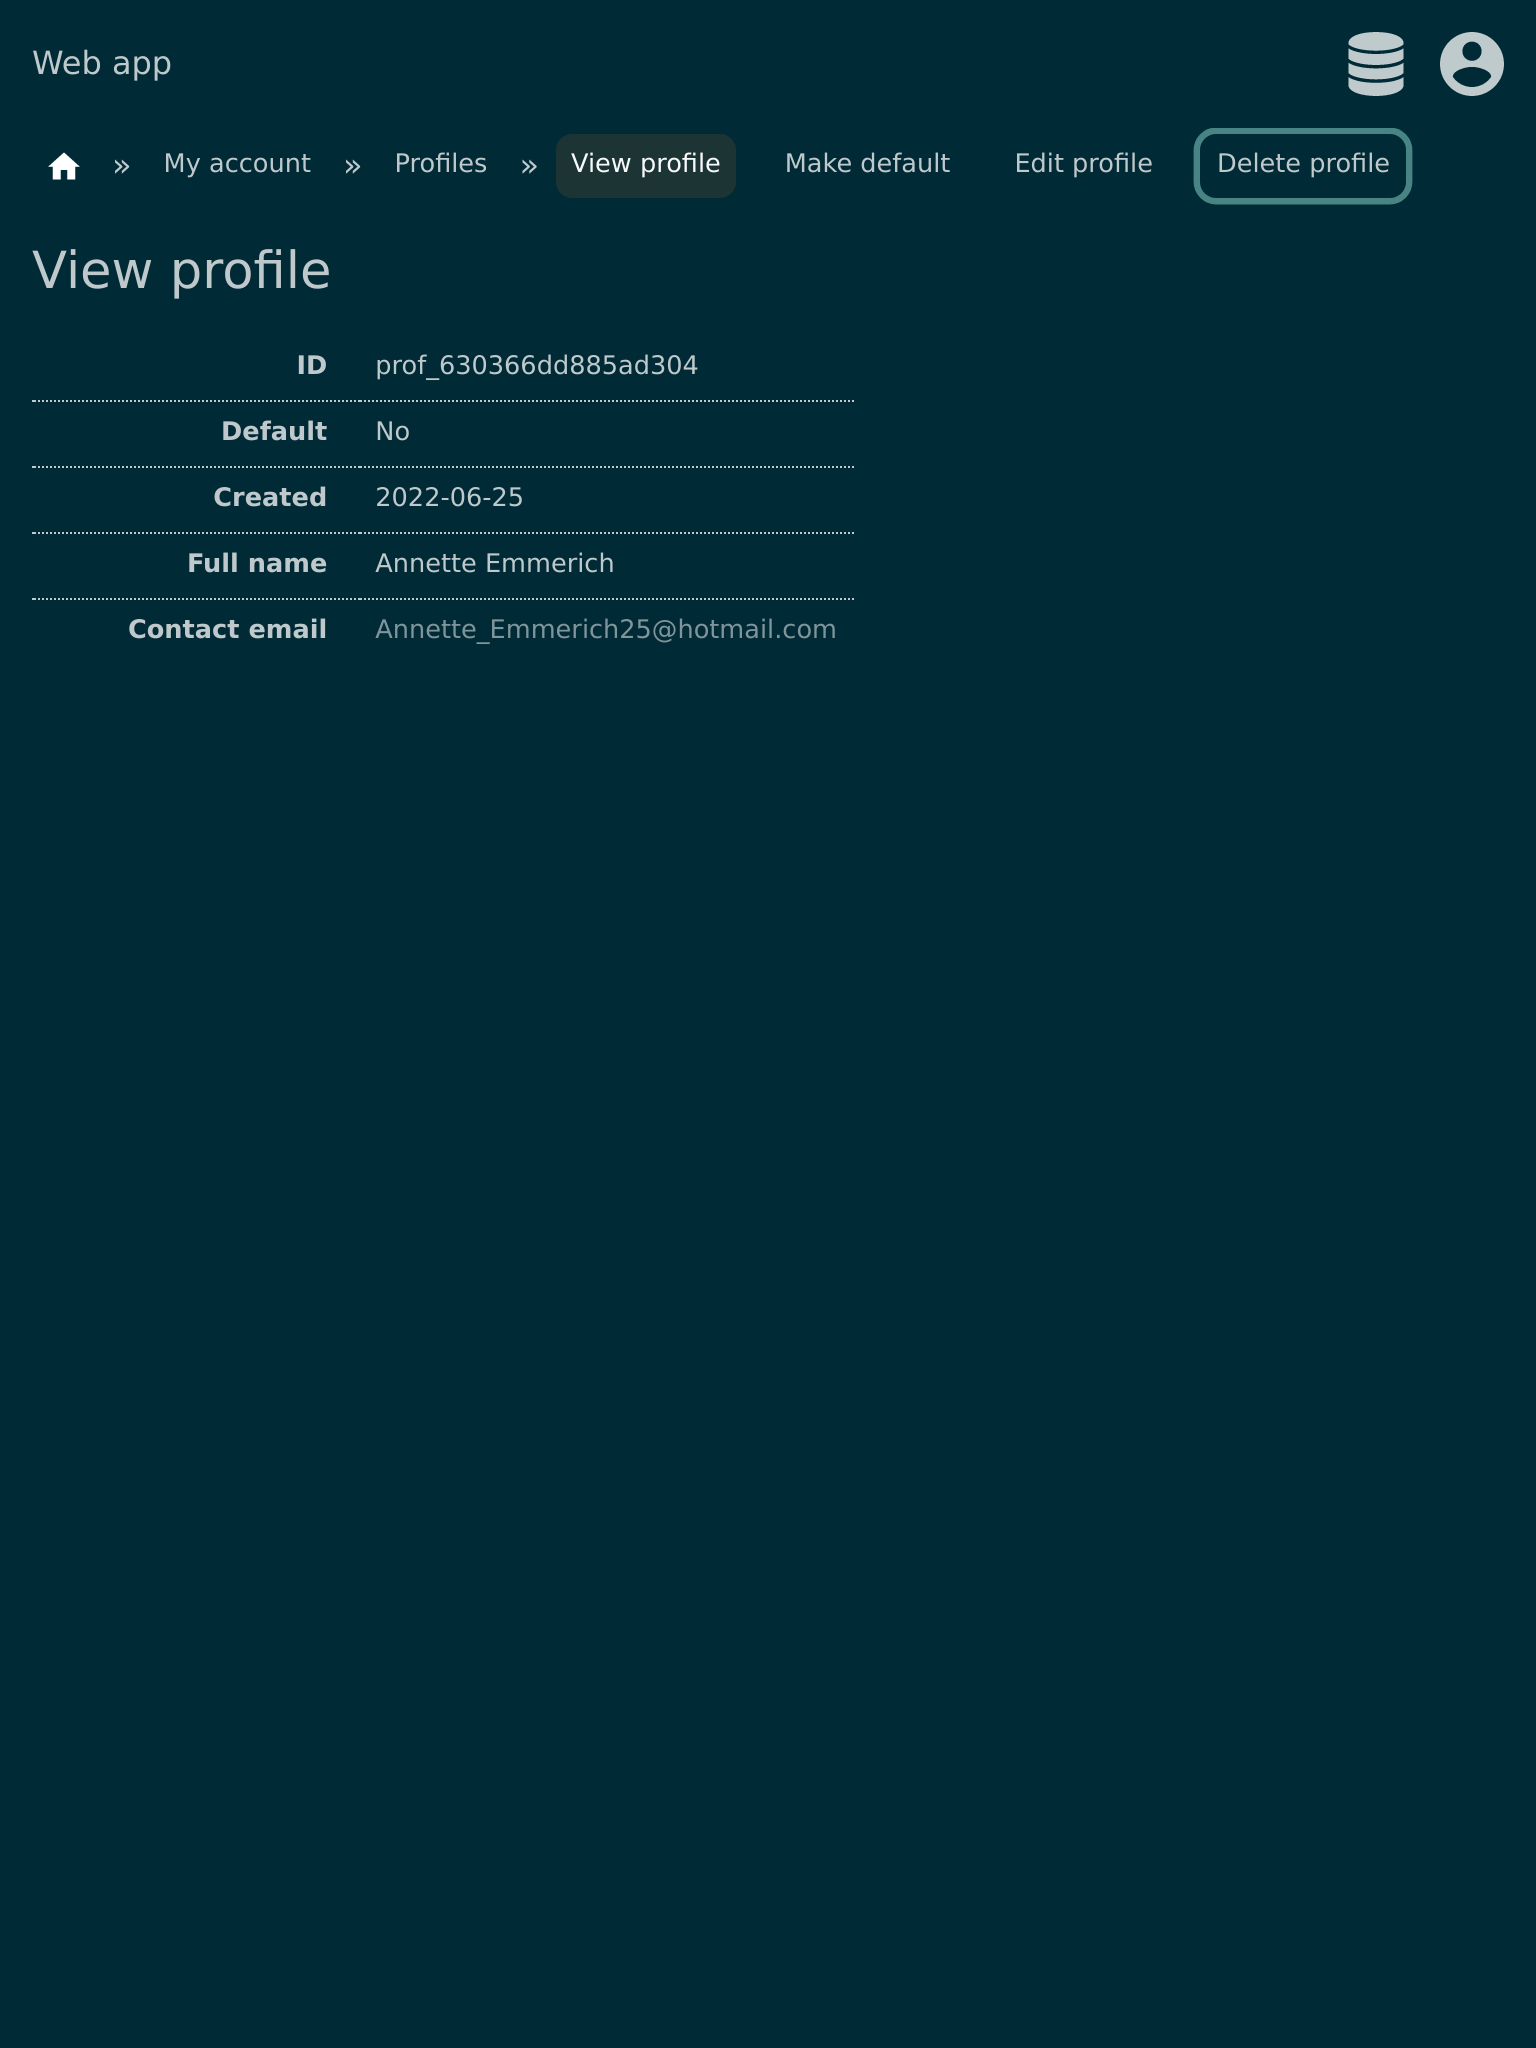 Web app
» My account » Profiles » View profile Make default Edit profile Delete profile
View profile
ID prof_630366dd885ad304
Default No
Created 2022-06-25
Full name Annette Emmerich
Contact email Annette_Emmerich25@hotmail.com